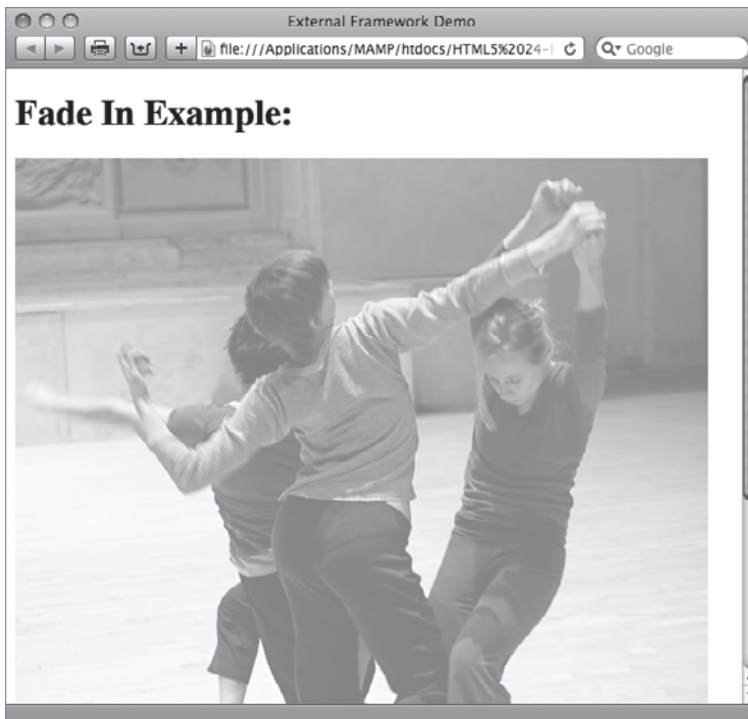 External Framework Demo
file:///Applications/MAMP/htdocs/HTML5%2024-
Google
Fade In Example: